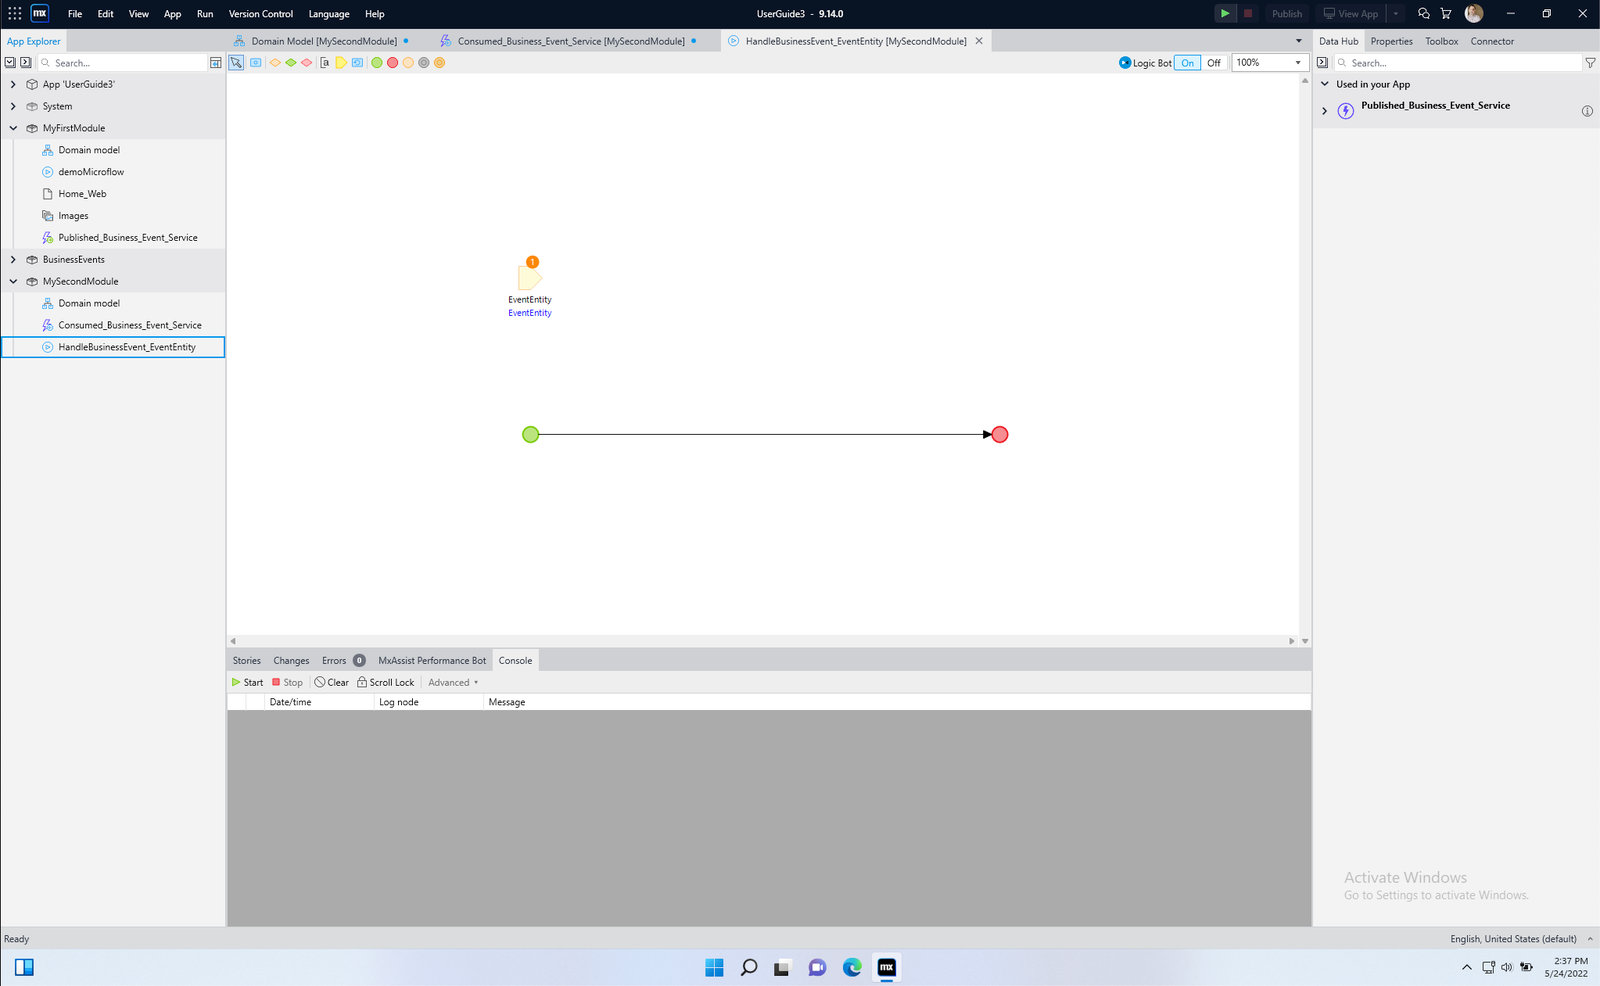 mx File Edit View App Run Version Control Language Help UserGuide3 - 9.14.0 Publish View App
App Explorer Domain Model [MySecondModule] Consumed_Business_Event_Service [MySecondModule] HandleBusinessEvent_EventEntity [MySecondModule] Data Hub Properties Toolbox Connector
Search... [a Logic Bot On Off 100% Search...
App 'UserGuide3'
System
MyFirstModule
Domain model
demoMicroflow
Home_Web
Images
Published_Business_Event_Service
BusinessEvents
MySecondModule
Domain model
Consumed_Business_Event_Service
HandleBusinessEvent_EventEntity
1
EventEntity
EventEntity
Used in your App
Published_Business_Event_Service
Stories Changes Errors 0 MxAssist Performance Bot Console
Start Stop Clear Scroll Lock Advanced
Date/time Log node Message
Activate Windows
Go to Settings to activate Windows.
Ready English, United States (default)
mx
2:37 PM
5/24/2022